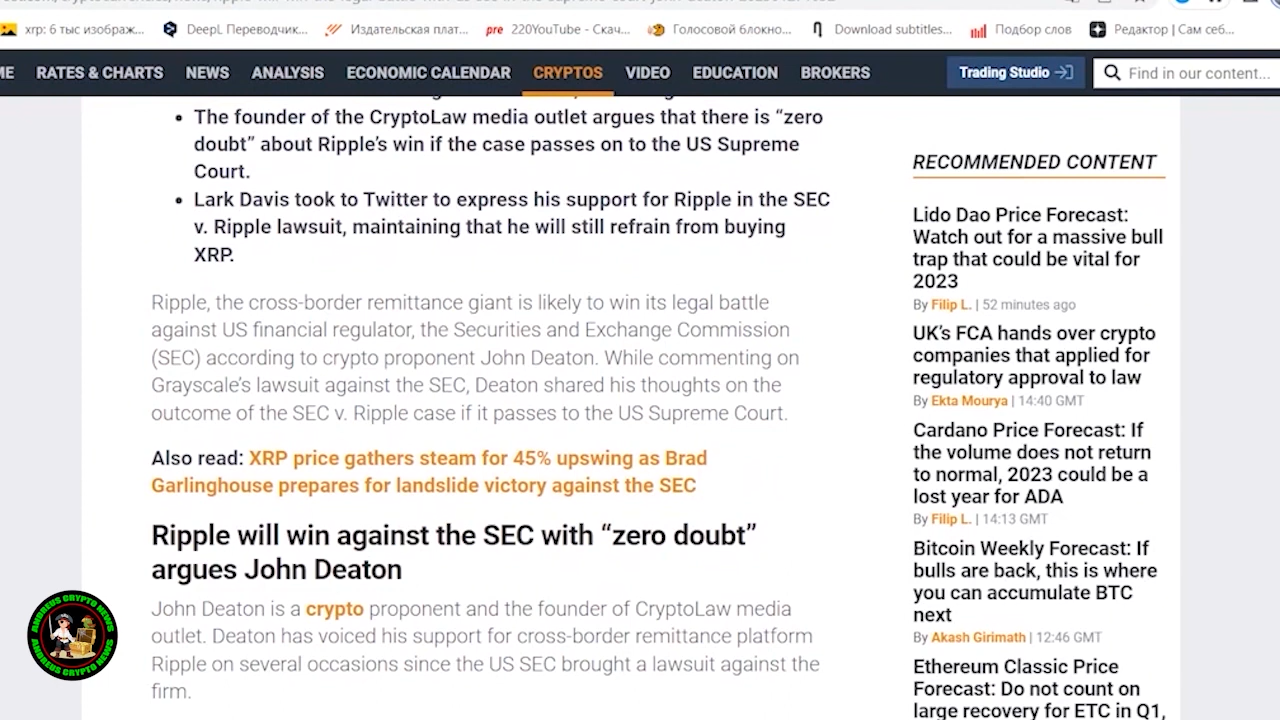 xrp: 6 тыс изображ...
DeepL Переводчик...
Издательская плат...
pre 220YouTube - Скач...
Голосовой блокно...
Download subtitles...
Подбор слов
Редактор | Сам себ...
ME RATES & CHARTS NEWS ANALYSIS ECONOMIC CALENDAR CRYPTOS VIDEO EDUCATION BROKERS
Trading Studio
Find in our content...
• The founder of the CryptoLaw media outlet argues that there is “zero
doubt” about Ripple’s win if the case passes on to the US Supreme
Court.
• Lark Davis took to Twitter to express his support for Ripple in the SEC
v. Ripple lawsuit, maintaining that he will still refrain from buying
XRP.
Ripple, the cross-border remittance giant is likely to win its legal battle
against US financial regulator, the Securities and Exchange Commission
(SEC) according to crypto proponent John Deaton. While commenting on
Grayscale’s lawsuit against the SEC, Deaton shared his thoughts on the
outcome of the SEC v. Ripple case if it passes to the US Supreme Court.
Also read: XRP price gathers steam for 45% upswing as Brad
Garlinghouse prepares for landslide victory against the SEC
Ripple will win against the SEC with “zero doubt”
argues John Deaton
John Deaton is a crypto proponent and the founder of CryptoLaw media
outlet. Deaton has voiced his support for cross-border remittance platform
Ripple on several occasions since the US SEC brought a lawsuit against the
firm.
RECOMMENDED CONTENT
Lido Dao Price Forecast:
Watch out for a massive bull
trap that could be vital for
2023
By Filip L. | 52 minutes ago
UK’s FCA hands over crypto
companies that applied for
regulatory approval to law
By Ekta Mourya | 14:40 GMT
Cardano Price Forecast: If
the volume does not return
to normal, 2023 could be a
lost year for ADA
By Filip L. | 14:13 GMT
Bitcoin Weekly Forecast: If
bulls are back, this is where
you can accumulate BTC
next
By Akash Girimath | 12:46 GMT
Ethereum Classic Price
Forecast: Do not count on
large recovery for ETC in Q1,
ANDREUS CRYPTO NEWS
ANDREUS CRYPTO NEWS